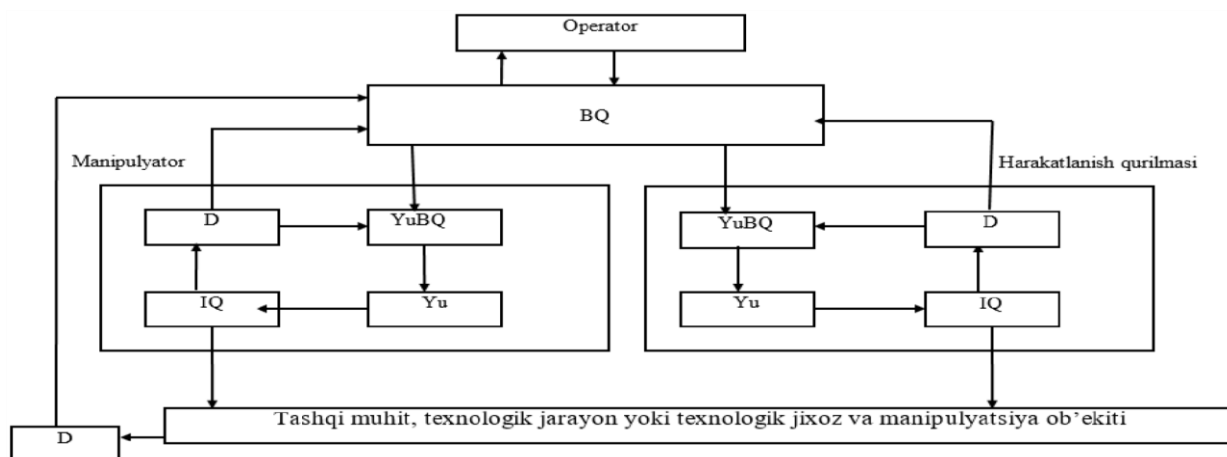 Operator
BQ
Manipulyator
Harakatlanish qurilmasi
D
YuBQ
YuBQ
D
IQ
Yu
Yu
IQ
Tashqi muhit, texnologik jarayon yoki texnologik jixoz va manipulyatsiya ob’ekiti
D